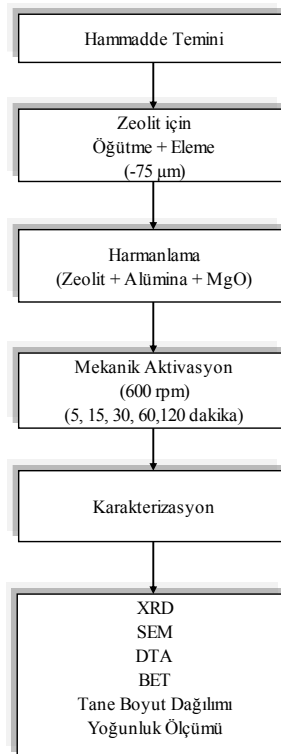 Hammadde Temini
Zeolit için
Öğütme + Eleme
(-75 µm)
Harmanlama
(Zeolit + Alümina + MgO)
Mekanik Aktivasyon
(600 rpm)
(5, 15, 30, 60,120 dakika)
Karakterizasyon
XRD
SEM
DTA
BET
Tane Boyut Dağılımı
Yoğunluk Ölçümü